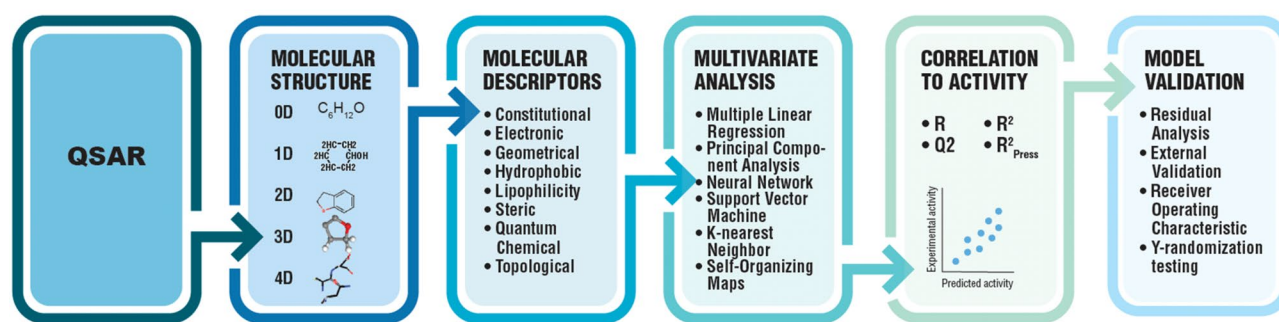 QSAR
MOLECULAR
STRUCTURE
0D C₆H₁₂O
1D
2HC—CH2
2HC CHOH
2HC—CH2
2D
3D
4D
MOLECULAR
DESCRIPTORS
• Constitutional
• Electronic
• Geometrical
• Hydrophobic
• Lipophilicity
• Steric
• Quantum
Chemical
• Topological
MULTIVARIATE
ANALYSIS
• Multiple Linear
Regression
• Principal Compo-
nent Analysis
• Neural Network
• Support Vector
Machine
• K-nearest
Neighbor
• Self-Organizing
Maps
CORRELATION
TO ACTIVITY
• R • R²
• Q2 • R²Press
Experimental activity
Predicted activity
MODEL
VALIDATION
• Residual
Analysis
• External
Validation
• Receiver
Operating
Characteristic
• Y-randomization
testing